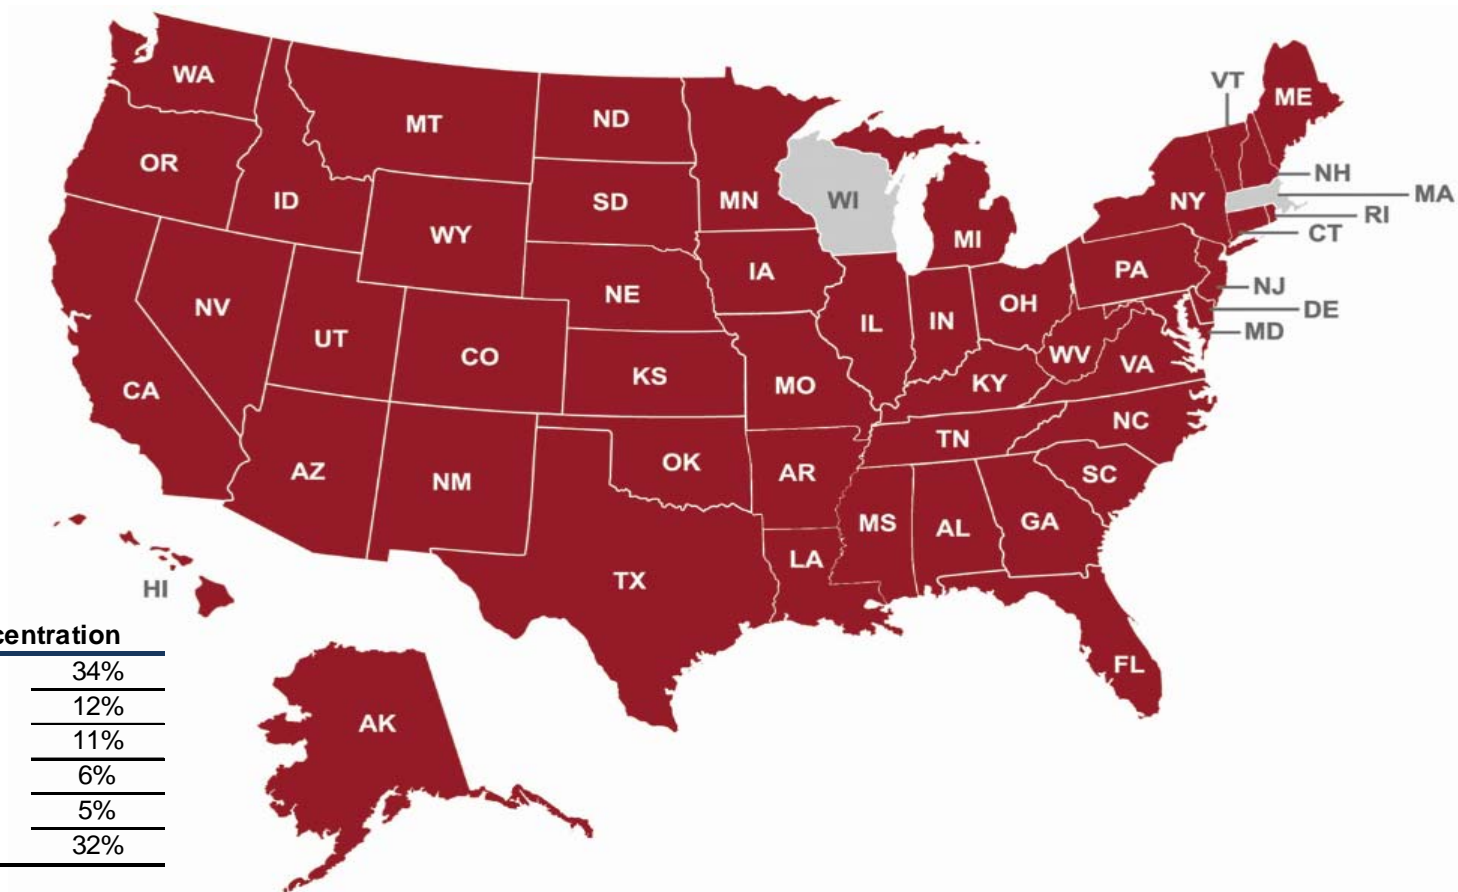 VT
ME
WA
MT
ND
OR
ID
SD
MN
WI
NY
NH
MA
RI
CT
WY
MI
IA
PA
NV
NE
NJ
UT
CO
IL
IN
OH
DE
MD
CA
KS
MO
WV
VA
KY
NC
TN
AZ
NM
OK
AR
SC
MS
AL
GA
LA
HI
TX
FL
AK
centration
34%
12%
11%
6%
5%
32%